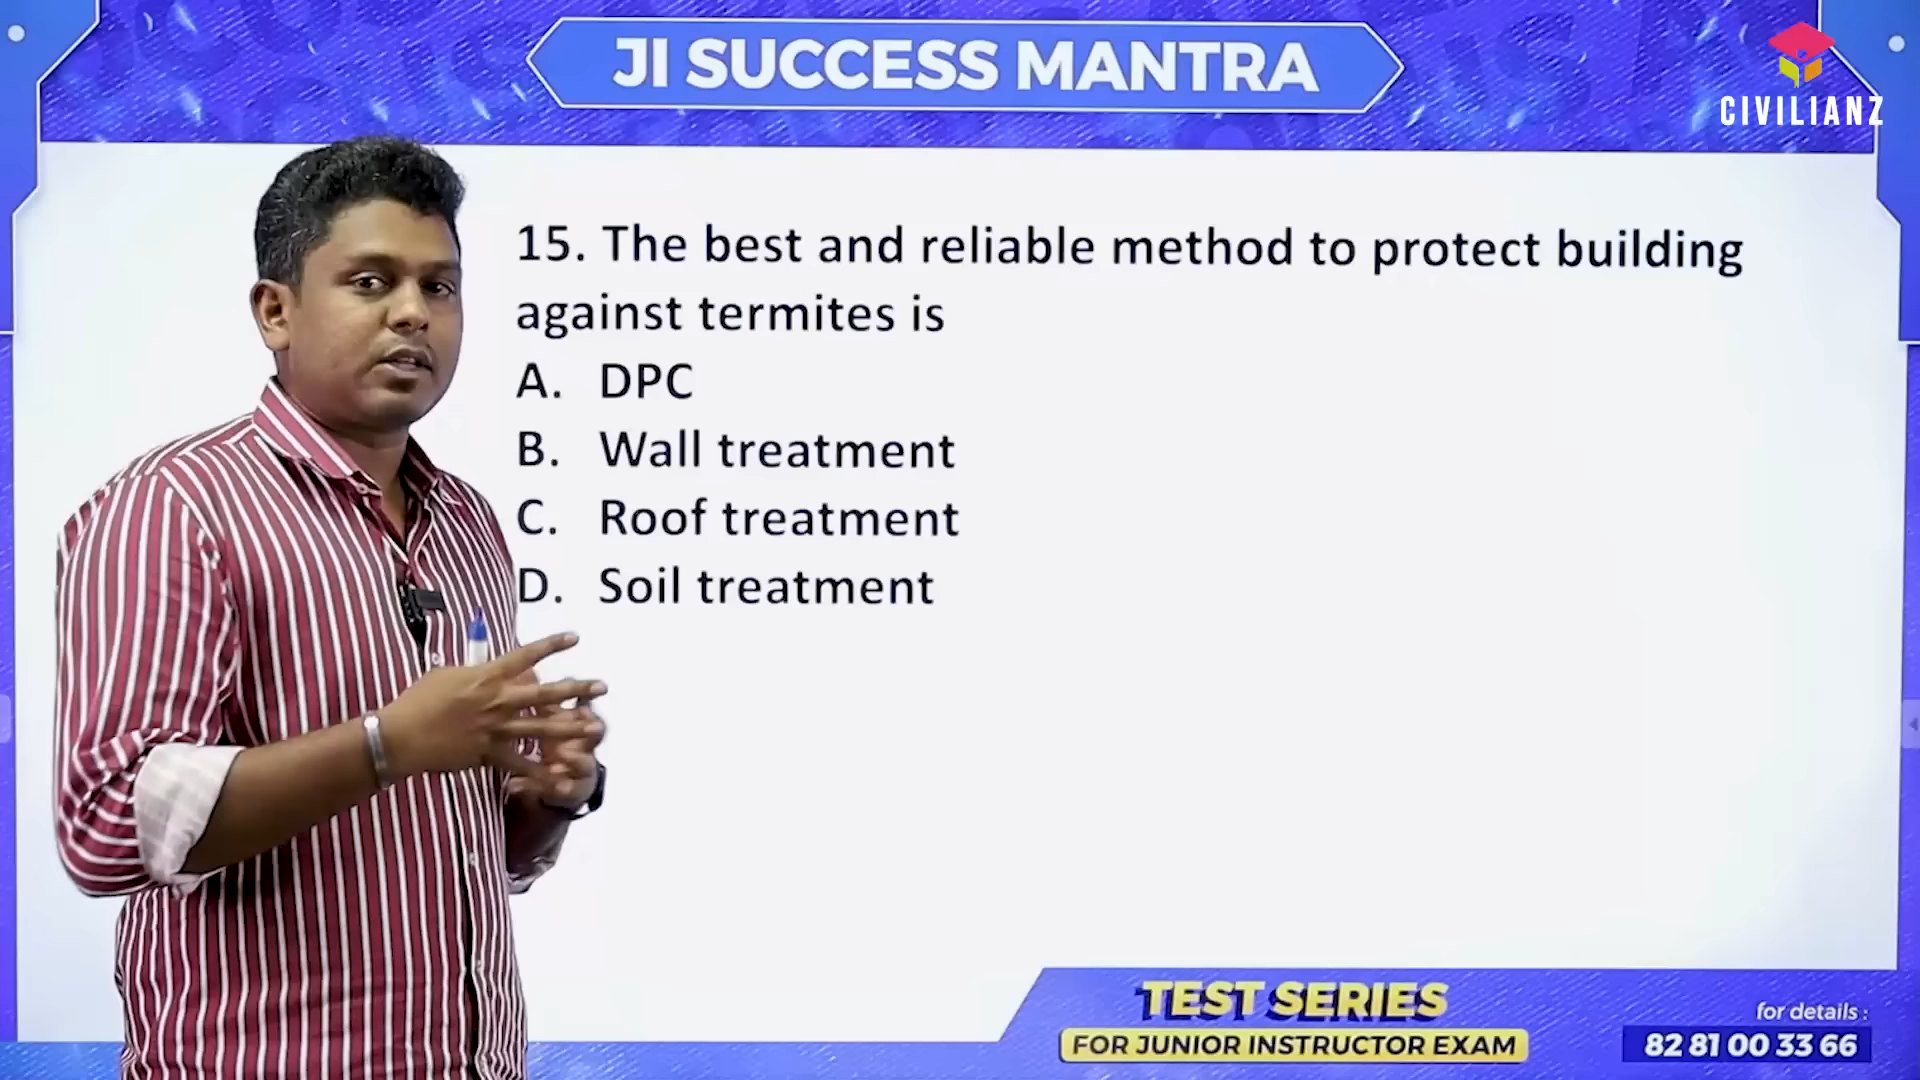 JI SUCCESS MANTRA
CIVILIANZ
15. The best and reliable method to protect building
against termites is
A. DPC
B. Wall treatment
C. Roof treatment
D. Soil treatment
TEST SERIES
FOR JUNIOR INSTRUCTOR EXAM
for details :
82 81 00 33 66